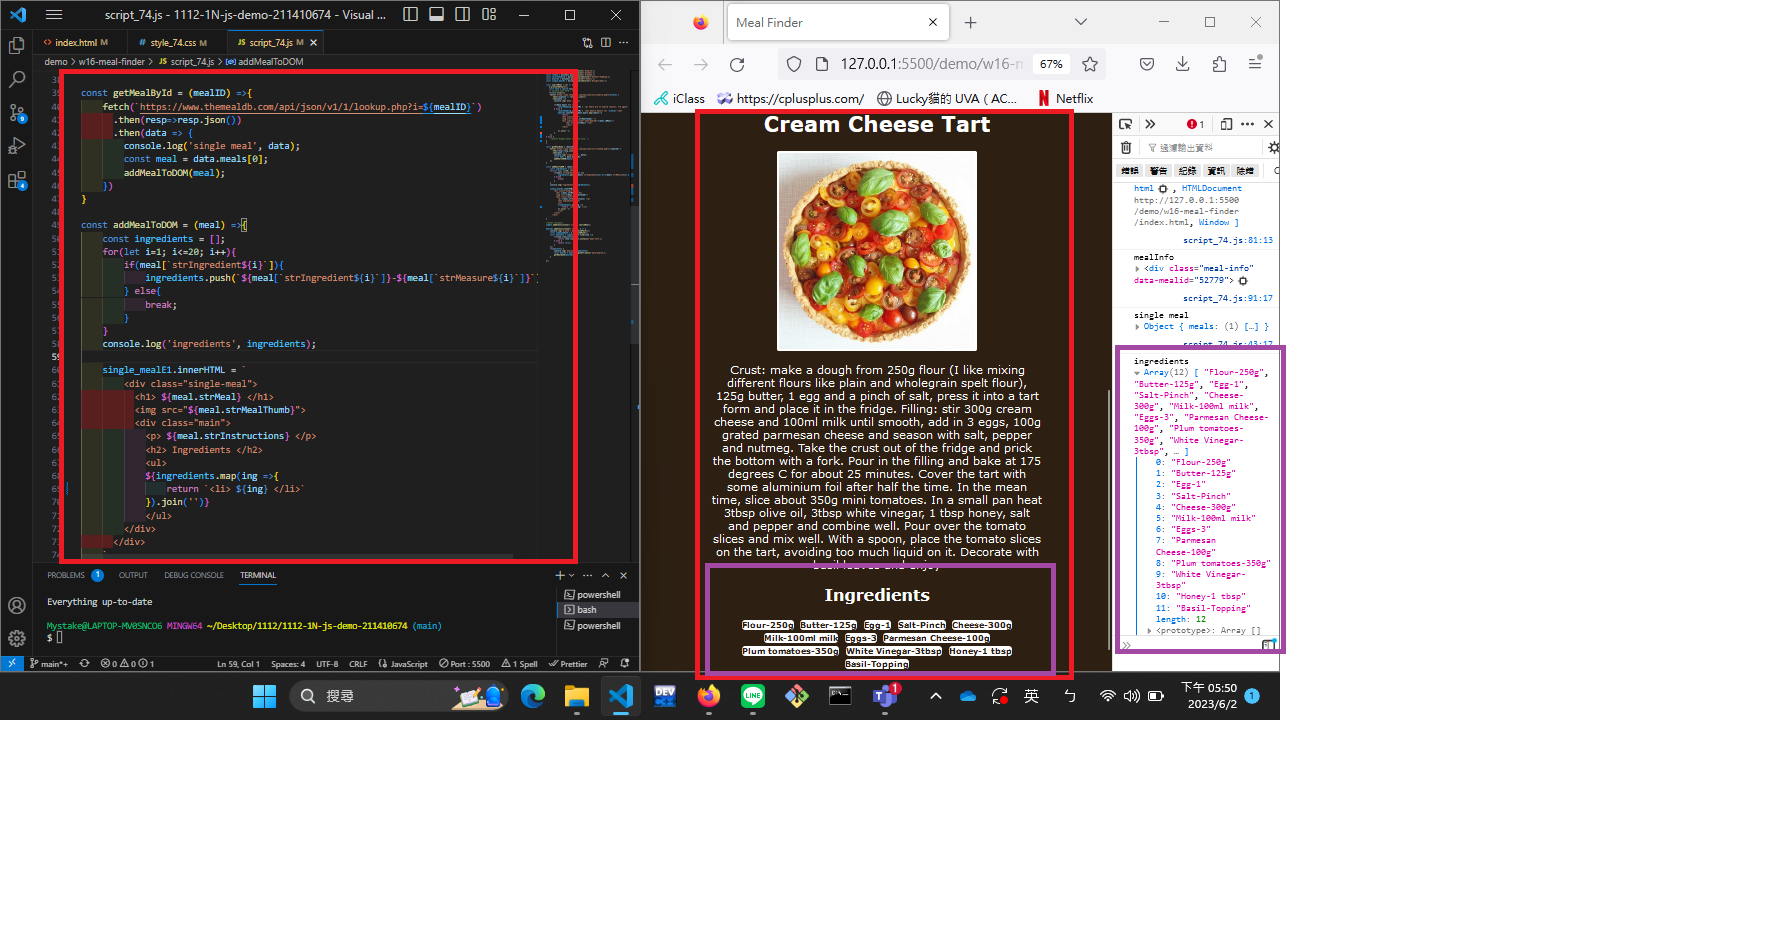 script_74.js - 1112-1N-js-demo-211410674 - Visual ...
index.html M
style_74.css M
script_74.js M
demo > w16-meal-finder > JS script_74.js > addMealToDOM
const getMealById = (mealID) =>{
fetch(`https://www.themealdb.com/api/json/v1/1/lookup.php?i=${mealID}`)
.then(resp=>resp.json())
.then(data => {
console.log('single meal', data);
const meal = data.meals[0];
addMealToDOM(meal);
})
}
const addMealToDOM = (meal) =>{
const ingredients = [];
for(let i=1; i<=20; i++){
if(meal[`strIngredient${i}`]){
ingredients.push(`${meal[`strIngredient${i}`]}-${meal[`strMeasure${i}`]}`
} else{
break;
}
}
console.log('ingredients', ingredients);
59
single_mealE1.innerHTML = `
<div class="single-meal">
<h1> ${meal.strMeal} </h1>
<img src="${meal.strMealThumb}">
<div class="main">
<p> ${meal.strInstructions} </p>
<h2> Ingredients </h2>
<ul>
${ingredients.map(ing =>{
return `<li> ${ing} </li>`
}).join('')}
</ul>
</div>
</div>
`
PROBLEMS 1 OUTPUT DEBUG CONSOLE TERMINAL
Everything up-to-date
Mystake@LAPTOP-MV0SNCO6 MINGW64 ~/Desktop/1112/1112-1N-js-demo-211410674 (main)
$
powershell
bash
powershell
main*+ 0 0 1 Ln 59, Col 1 Spaces: 4 UTF-8 CRLF JavaScript Port : 5500 1 Spell Prettier
Meal Finder
127.0.0.1:5500/demo/w16-m 67%
iClass https://cplusplus.com/ Lucky貓的 UVA ( AC... Netflix
Cream Cheese Tart
Crust: make a dough from 250g flour (I like mixing
different flours like plain and wholegrain spelt flour),
125g butter, 1 egg and a pinch of salt, press it into a tart
form and place it in the fridge. Filling: stir 300g cream
cheese and 100ml milk until smooth, add in 3 eggs, 100g
grated parmesan cheese and season with salt, pepper
and nutmeg. Take the crust out of the fridge and prick
the bottom with a fork. Pour in the filling and bake at 175
degrees C for about 25 minutes. Cover the tart with
some aluminium foil after half the time. In the mean
time, slice about 350g mini tomatoes. In a small pan heat
3tbsp olive oil, 3tbsp white vinegar, 1 tbsp honey, salt
and pepper and combine well. Pour over the tomato
slices and mix well. With a spoon, place the tomato slices
on the tart, avoiding too much liquid on it. Decorate with
Ingredients
Flour-250g Butter-125g Egg-1 Salt-Pinch Cheese-300g
Milk-100ml milk Eggs-3 Parmesan Cheese-100g
Plum tomatoes-350g White Vinegar-3tbsp Honey-1 tbsp
Basil-Topping
1
過濾輸出資料
錯誤 警告 紀錄 資訊 除錯
html , HTMLDocument
http://127.0.0.1:5500
/demo/w16-meal-finder
/index.html, Window ]
script_74.js:81:13
mealInfo
<div class="meal-info"
data-mealid="52779">
script_74.js:91:17
single meal
Object { meals: (1) […] }
script_74.js:43:17
ingredients
Array(12) [ "Flour-250g",
"Butter-125g", "Egg-1",
"Salt-Pinch", "Cheese-
300g", "Milk-100ml milk",
"Eggs-3", "Parmesan Cheese-
100g", "Plum tomatoes-
350g", "White Vinegar-
3tbsp", … ]
0: "Flour-250g"
1: "Butter-125g"
2: "Egg-1"
3: "Salt-Pinch"
4: "Cheese-300g"
5: "Milk-100ml milk"
6: "Eggs-3"
7: "Parmesan
Cheese-100g"
8: "Plum tomatoes-350g"
9: "White Vinegar-
3tbsp"
10: "Honey-1 tbsp"
11: "Basil-Topping"
length: 12
<prototype>: Array []
搜尋
DEV
LINE
1
英
ㄅ
下午 05:50
2023/6/2
1